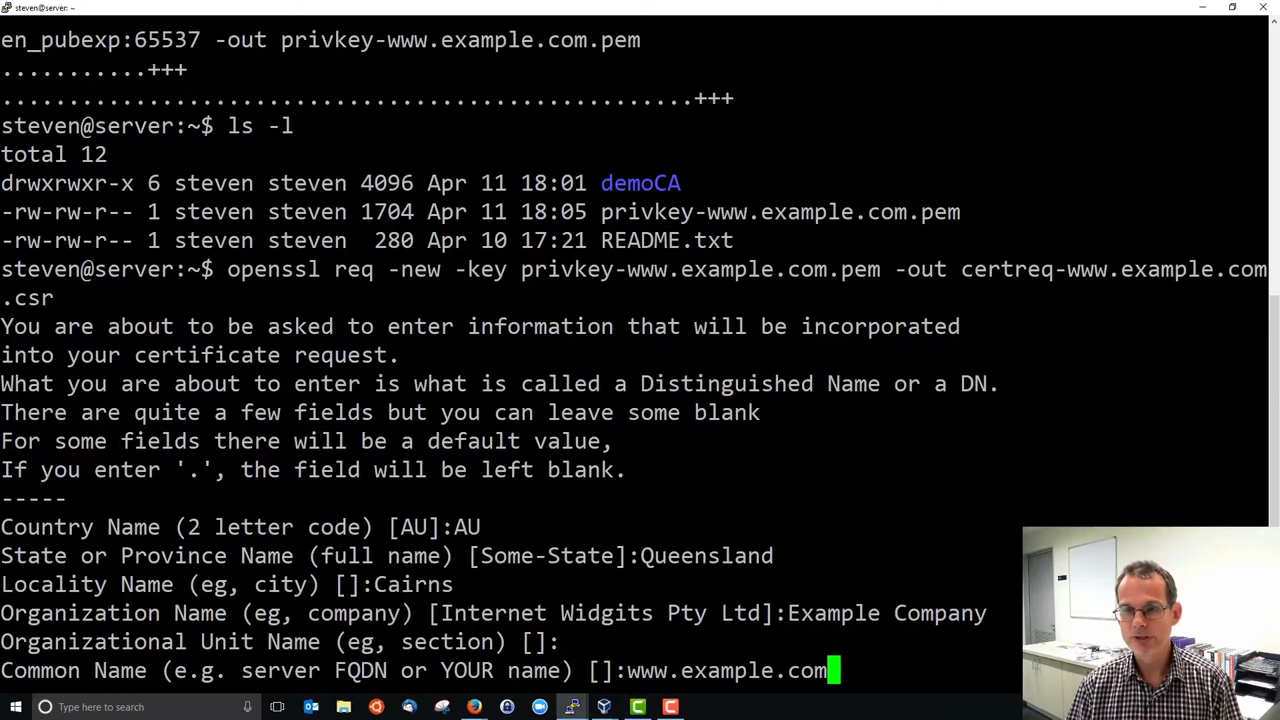 steven@server: ~
en_pubexp:65537 -out privkey-www.example.com.pem
...........+++
....................................................+++
steven@server:~$ ls -l
total 12
drwxrwxr-x 6 steven steven 4096 Apr 11 18:01 demoCA
-rw-rw-r-- 1 steven steven 1704 Apr 11 18:05 privkey-www.example.com.pem
-rw-rw-r-- 1 steven steven  280 Apr 10 17:21 README.txt
steven@server:~$ openssl req -new -key privkey-www.example.com.pem -out certreq-www.example.com
.csr
You are about to be asked to enter information that will be incorporated
into your certificate request.
What you are about to enter is what is called a Distinguished Name or a DN.
There are quite a few fields but you can leave some blank
For some fields there will be a default value,
If you enter '.', the field will be left blank.
-----
Country Name (2 letter code) [AU]:AU
State or Province Name (full name) [Some-State]:Queensland
Locality Name (eg, city) []:Cairns
Organization Name (eg, company) [Internet Widgits Pty Ltd]:Example Company
Organizational Unit Name (eg, section) []:
Common Name (e.g. server FQDN or YOUR name) []:www.example.com
Type here to search